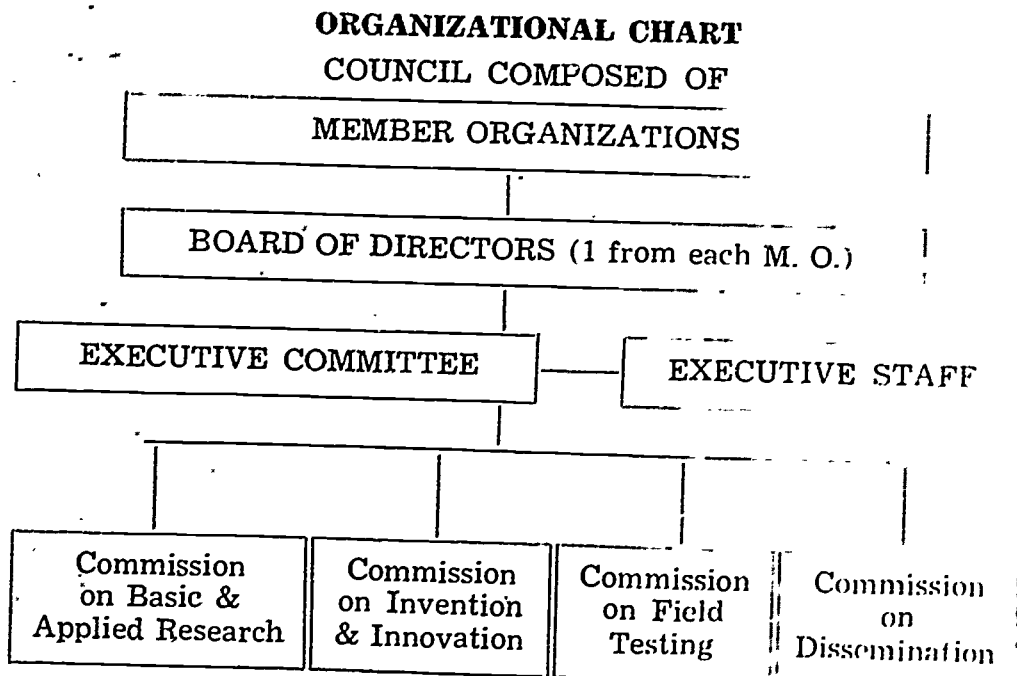 ORGANIZATIONAL CHART
COUNCIL COMPOSED OF
MEMBER ORGANIZATIONS
BOARD OF DIRECTORS (1 from each M. O.)
EXECUTIVE COMMITTEE
EXECUTIVE STAFF
Commission
on Basic &
Applied Research
Commission
on Invention
& Innovation
Commission
on Field
Testing
Commission
on
Dissemination